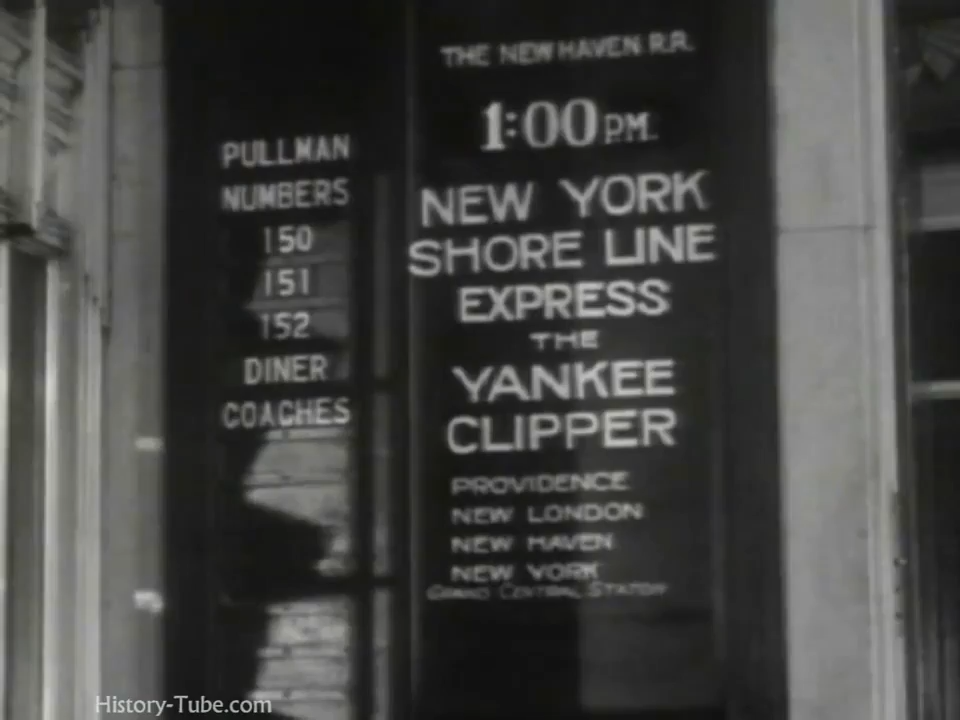 PULLMAN
NUMBERS
150
151
152
DINER
COACHES
THE NEW HAVEN R.R.
1:00 P.M.
NEW YORK
SHORE LINE
EXPRESS
THE
YANKEE
CLIPPER
PROVIDENCE
NEW LONDON
NEW HAVEN
NEW YORK
GRAND CENTRAL STATION
History-Tube.com